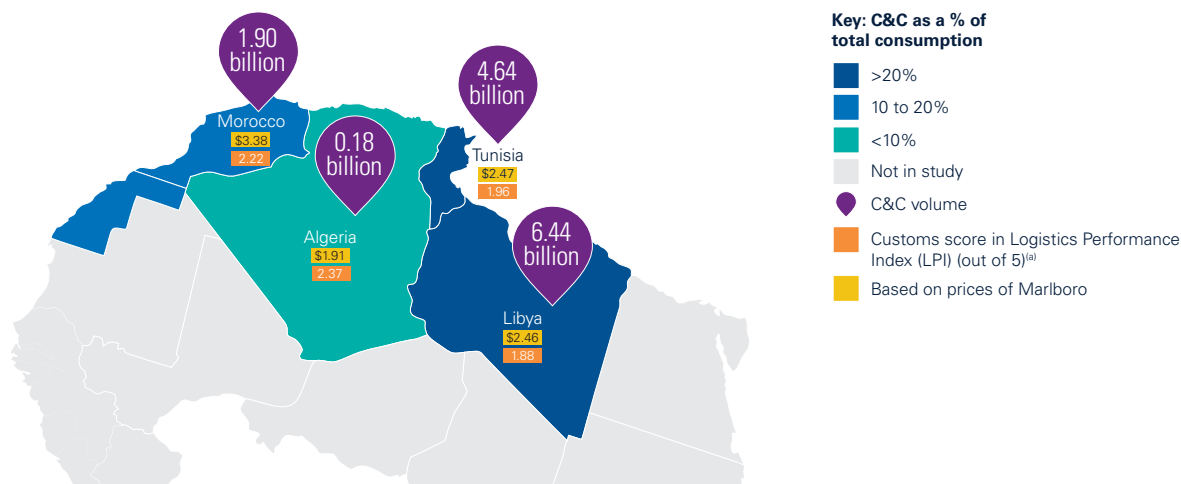 1.90
billion
Morocco
$3.38
2.22
0.18
billion
Algeria
$1.91
2.37
4.64
billion
Tunisia
$2.47
1.96
6.44
billion
Libya
$2.46
1.88
Key: C&C as a % of
total consumption
>20%
10 to 20%
<10%
Not in study
C&C volume
Customs score in Logistics Performance
Index (LPI) (out of 5)(a)
Based on prices of Marlboro